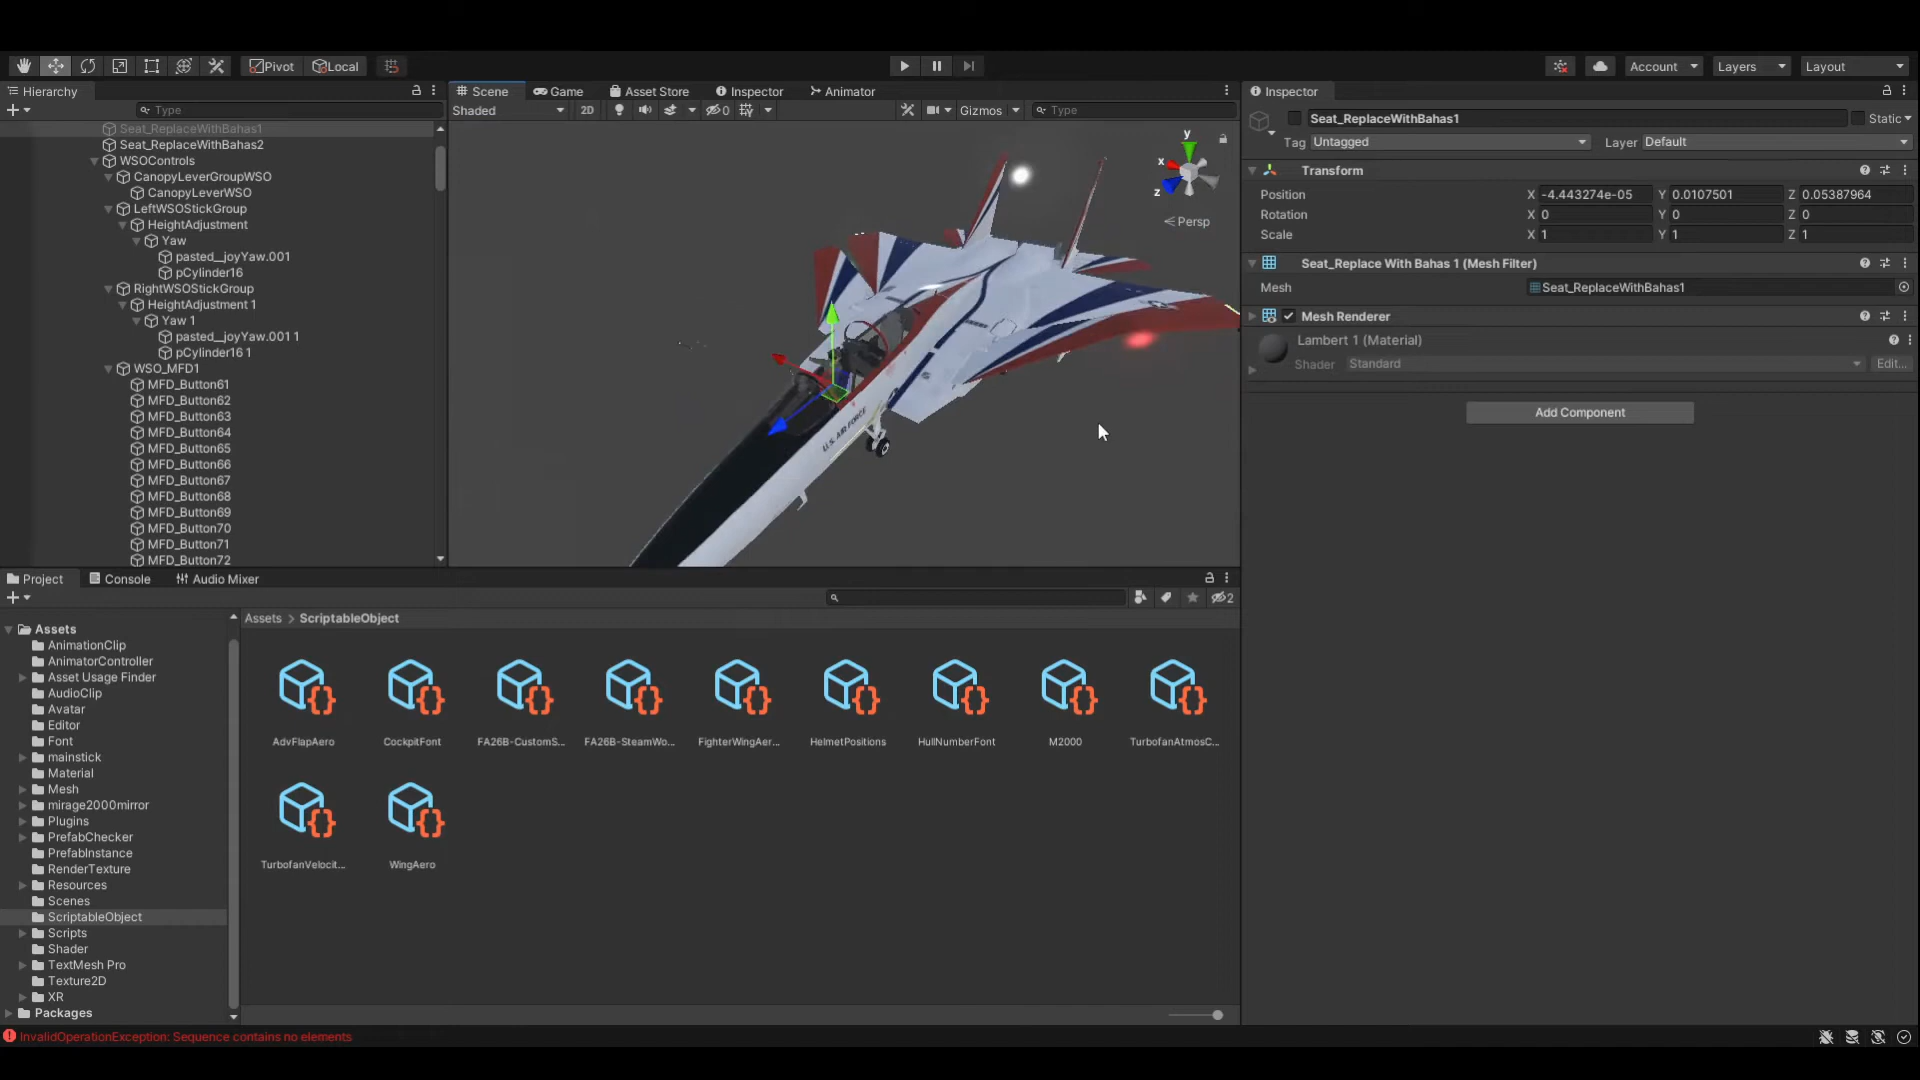 Pivot
Local
Account
Layers
Layout
Hierarchy
Type
Seat_ReplaceWithBahas1
Seat_ReplaceWithBahas2
WSOControls
CanopyLeverGroupWSO
CanopyLeverWSO
LeftWSOStickGroup
HeightAdjustment
Yaw
pasted__joyYaw.001
pCylinder16
RightWSOStickGroup
HeightAdjustment 1
Yaw 1
pasted__joyYaw.001 1
pCylinder16 1
WSO_MFD1
MFD_Button61
MFD_Button62
MFD_Button63
MFD_Button64
MFD_Button65
MFD_Button66
MFD_Button67
MFD_Button68
MFD_Button69
MFD_Button70
MFD_Button71
MFD_Button72
Scene
Game
Asset Store
Inspector
Animator
Shaded
2D
0
Gizmos
Type
y
x
z
Persp
U.S. AIR FORCE
Inspector
Seat_ReplaceWithBahas1
Static
Tag Untagged
Layer Default
Transform
Position X -4.443274e-05 Y 0.0107501 Z 0.05387964
Rotation X 0 Y 0 Z 0
Scale X 1 Y 1 Z 1
Seat_Replace With Bahas 1 (Mesh Filter)
Mesh Seat_ReplaceWithBahas1
Mesh Renderer
Lambert 1 (Material)
Shader Standard Edit...
Add Component
Project
Console
Audio Mixer
2
Assets
AnimationClip
AnimatorController
Asset Usage Finder
AudioClip
Avatar
Editor
Font
mainstick
Material
Mesh
mirage2000mirror
Plugins
PrefabChecker
PrefabInstance
RenderTexture
Resources
Scenes
ScriptableObject
Scripts
Shader
TextMesh Pro
Texture2D
XR
Packages
Assets > ScriptableObject
AdvFlapAero
CockpitFont
FA26B-CustomS...
FA26B-SteamWo...
FighterWingAer...
HelmetPositions
HullNumberFont
M2000
TurbofanAtmosC...
TurbofanVelocit...
WingAero
InvalidOperationException: Sequence contains no elements